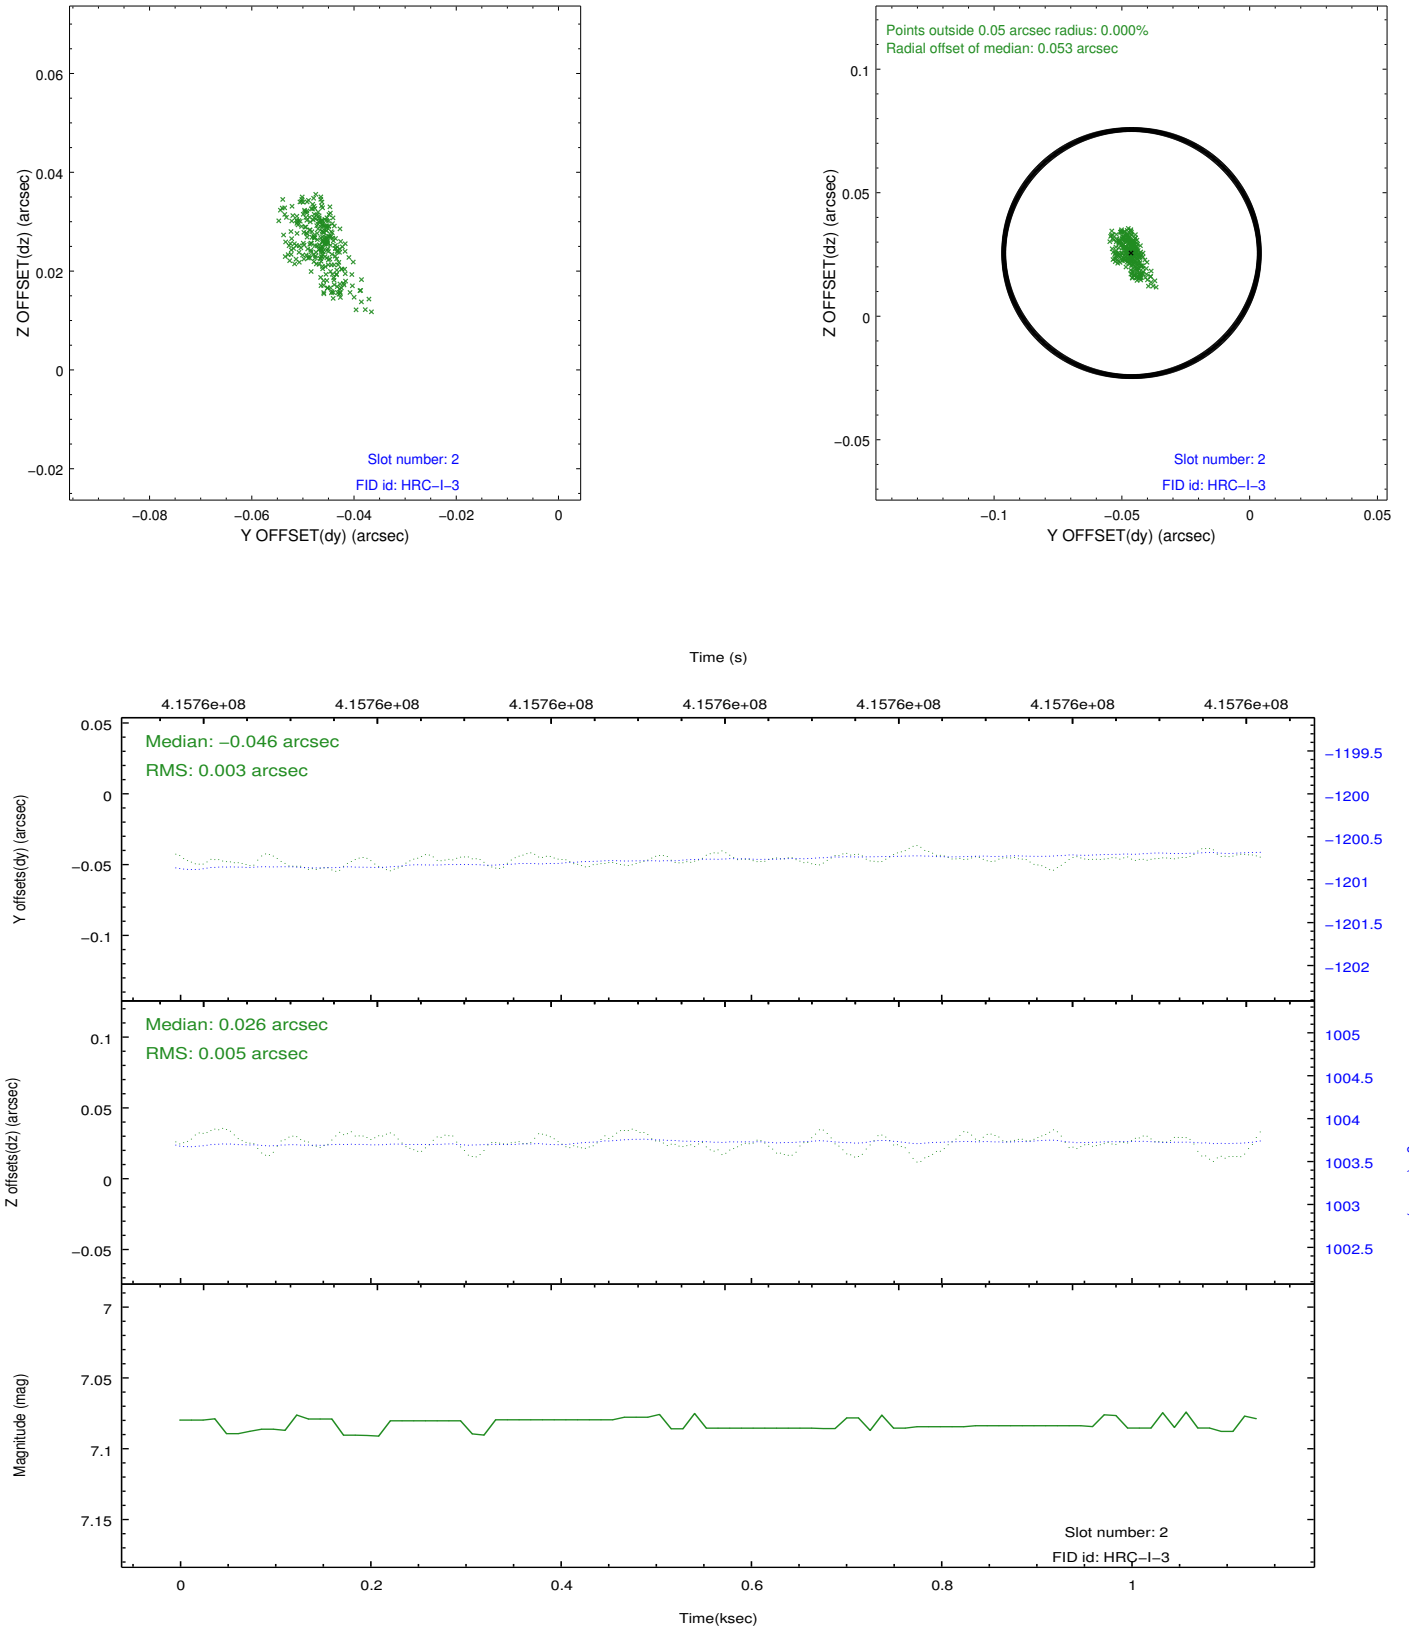 0.06
0.04
0.02
0
−0.02
Z OFFSET(dz) (arcsec)
Slot number: 2
FID id: HRC−I−3
−0.08 −0.06 −0.04 −0.02 0
Y OFFSET(dy) (arcsec)
Points outside 0.05 arcsec radius: 0.000%
Radial offset of median: 0.053 arcsec
0.1
0.05
0
−0.05
Z OFFSET(dz) (arcsec)
Slot number: 2
FID id: HRC−I−3
−0.1 −0.05 0 0.05
Y OFFSET(dy) (arcsec)
Time (s)
4.1576e+08 4.1576e+08 4.1576e+08 4.1576e+08 4.1576e+08 4.1576e+08 4.1576e+08
Median: −0.046 arcsec
RMS: 0.003 arcsec
0.05
0
−0.05
−0.1
Y offsets(dy) (arcsec)
−1199.5
−1200
−1200.5
−1201
−1201.5
−1202
Median: 0.026 arcsec
RMS: 0.005 arcsec
0.1
0.05
0
−0.05
Z offsets(dz) (arcsec)
1005
1004.5
1004
1003.5
1003
1002.5
7
7.05
7.1
7.15
Magnitude (mag)
Slot number: 2
FID id: HRC−I−3
0 0.2 0.4 0.6 0.8 1
Time(ksec)